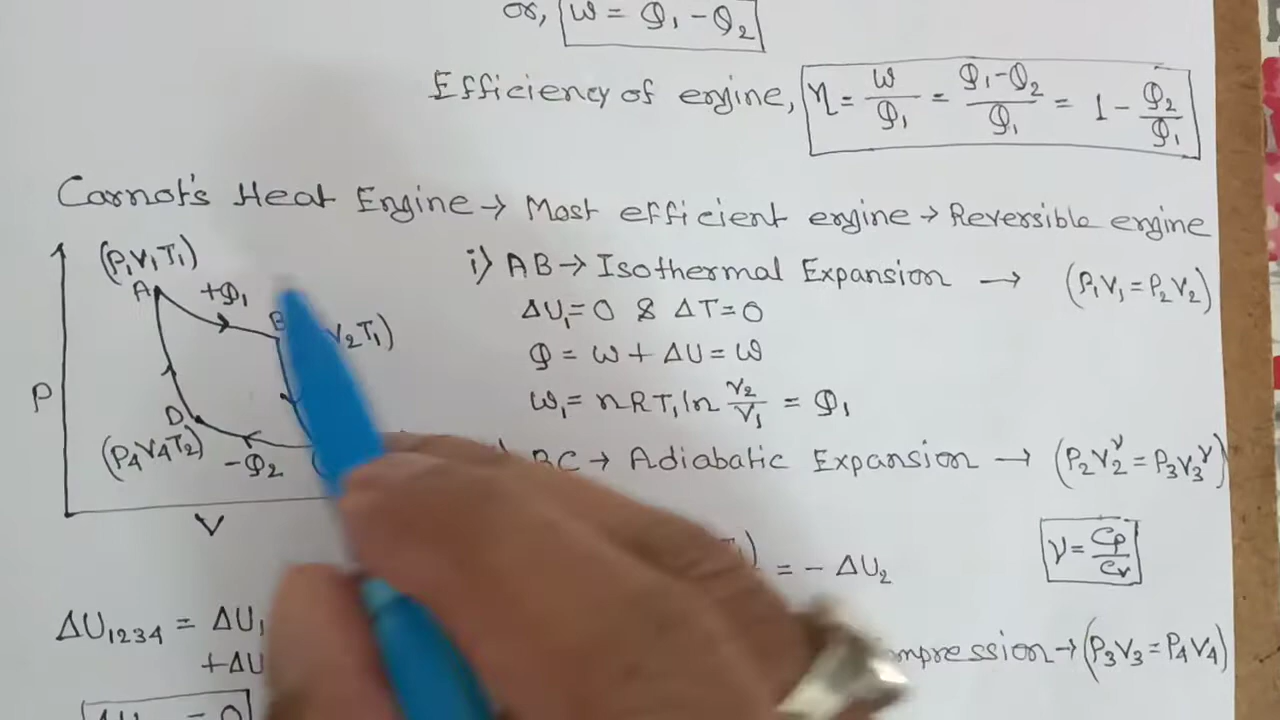 or, W = Q₁ - Q₂
Efficiency of engine, η = W/Q₁ = Q₁-Q₂/Q₁ = 1 - Q₂/Q₁
Carnot's Heat Engine → Most efficient engine → Reversible engine
(P₁V₁T₁)
A
+Q₁
B
V₂T₁)
P
D
(P₄V₄T₂)
-Q₂
V
i) AB → Isothermal Expansion → (P₁V₁ = P₂V₂)
ΔU₁ = 0 & ΔT = 0
Q = W + ΔU = W
W₁ = nRT₁ ln V₂/V₁ = Q₁
BC → Adiabatic Expansion → (P₂V₂^γ = P₃V₃^γ)
= - ΔU₂
γ = Cp/Cv
mpression → (P₃V₃ = P₄V₄)
ΔU₁₂₃₄ = ΔU₁
+ΔU
= 0